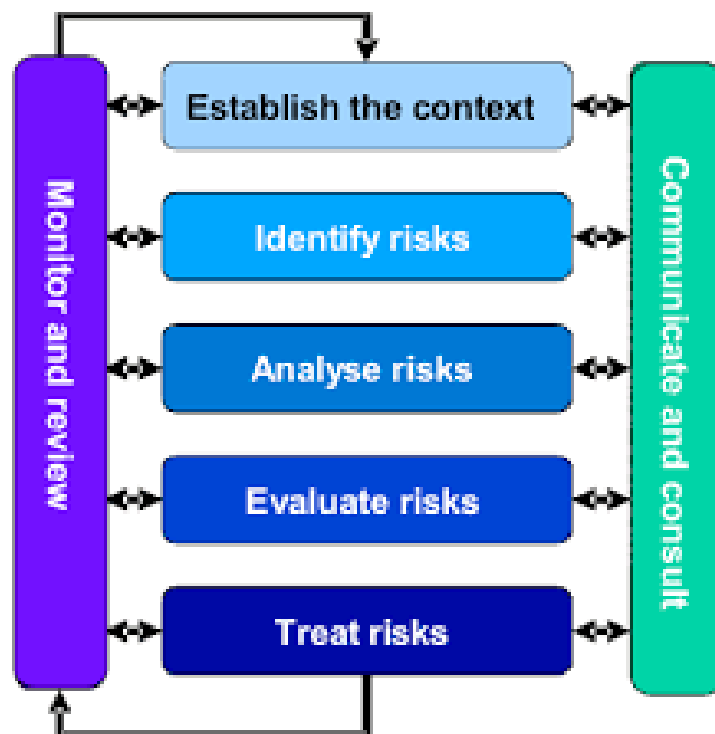 Establish the context
Identify risks
Analyse risks
Evaluate risks
Treat risks
Monitor and review
Communicate and consult